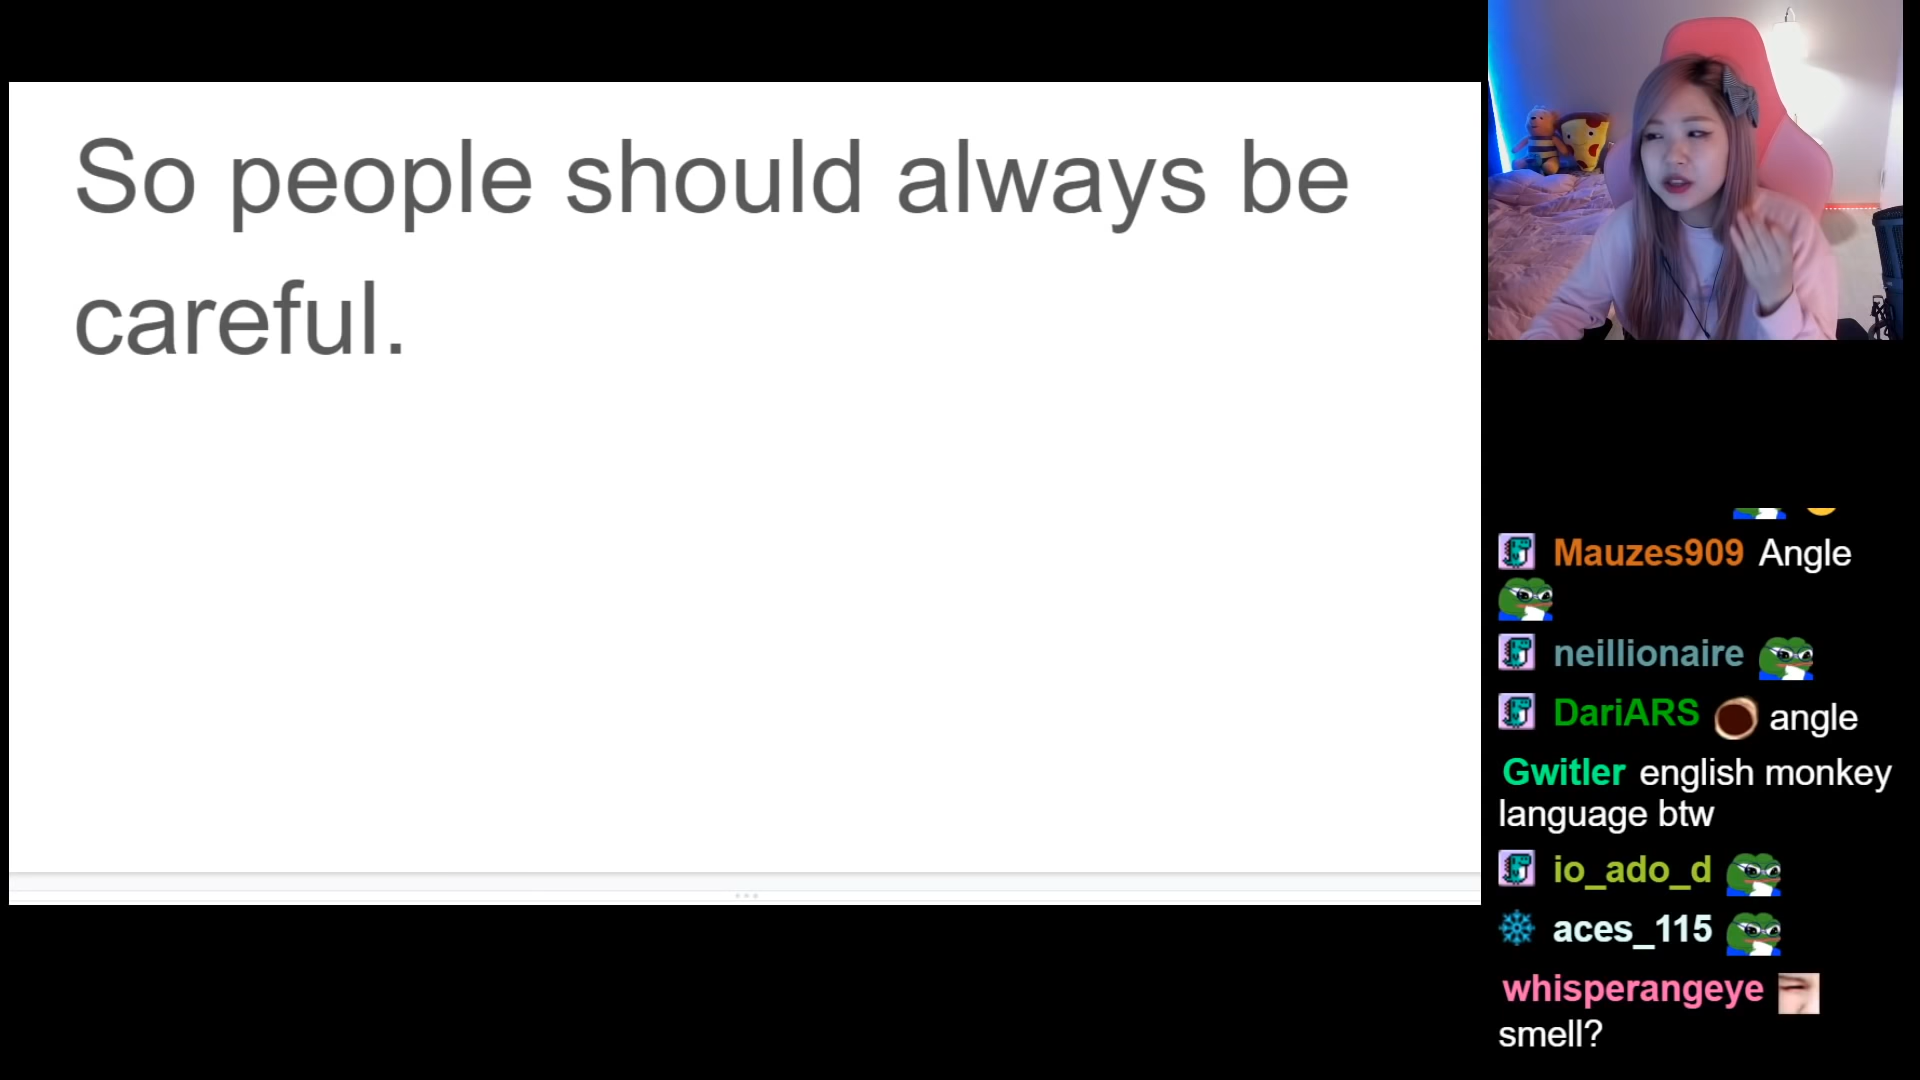 So people should always be
careful.
Mauzes909 Angle
neillionaire
DariARS angle
Gwitler english monkey
language btw
io_ado_d
aces_115
whisperangeye
smell?